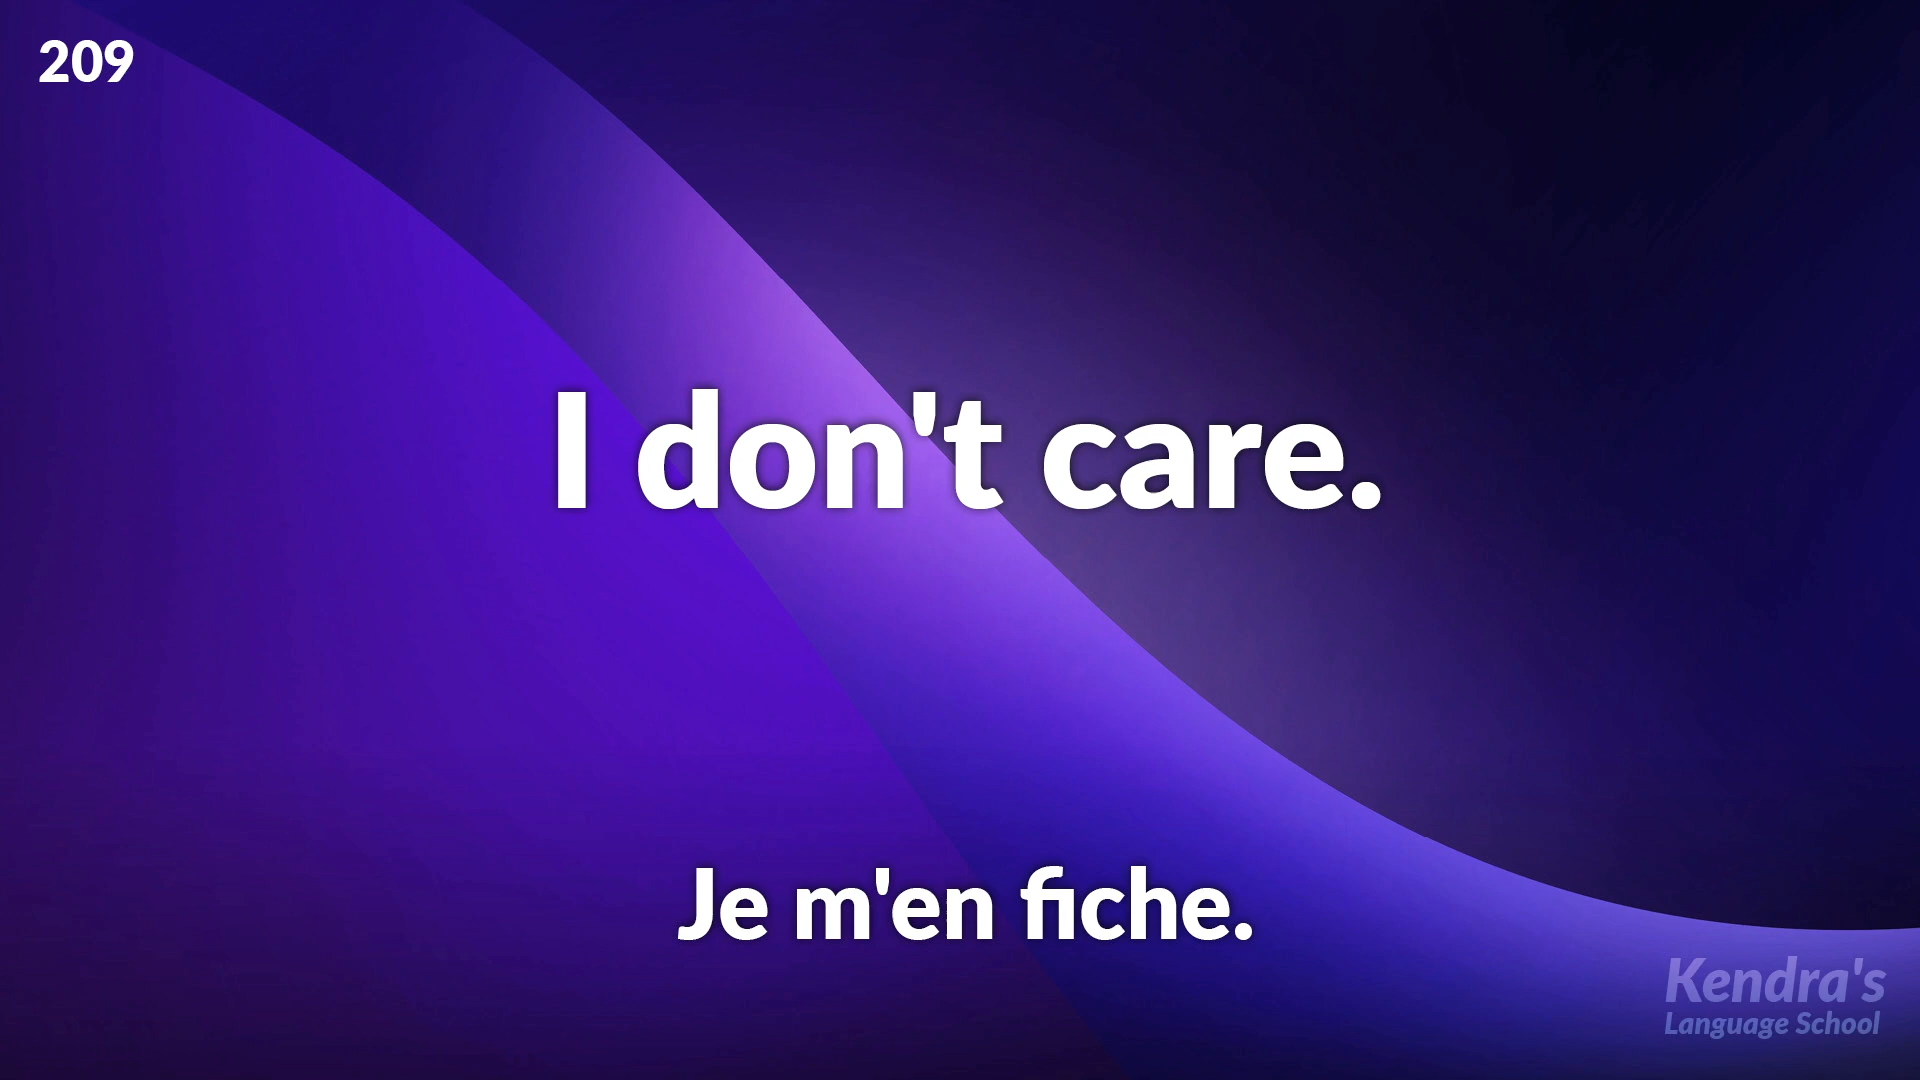 209
I don't care.
Je m'en fiche.
Kendra's
Language School